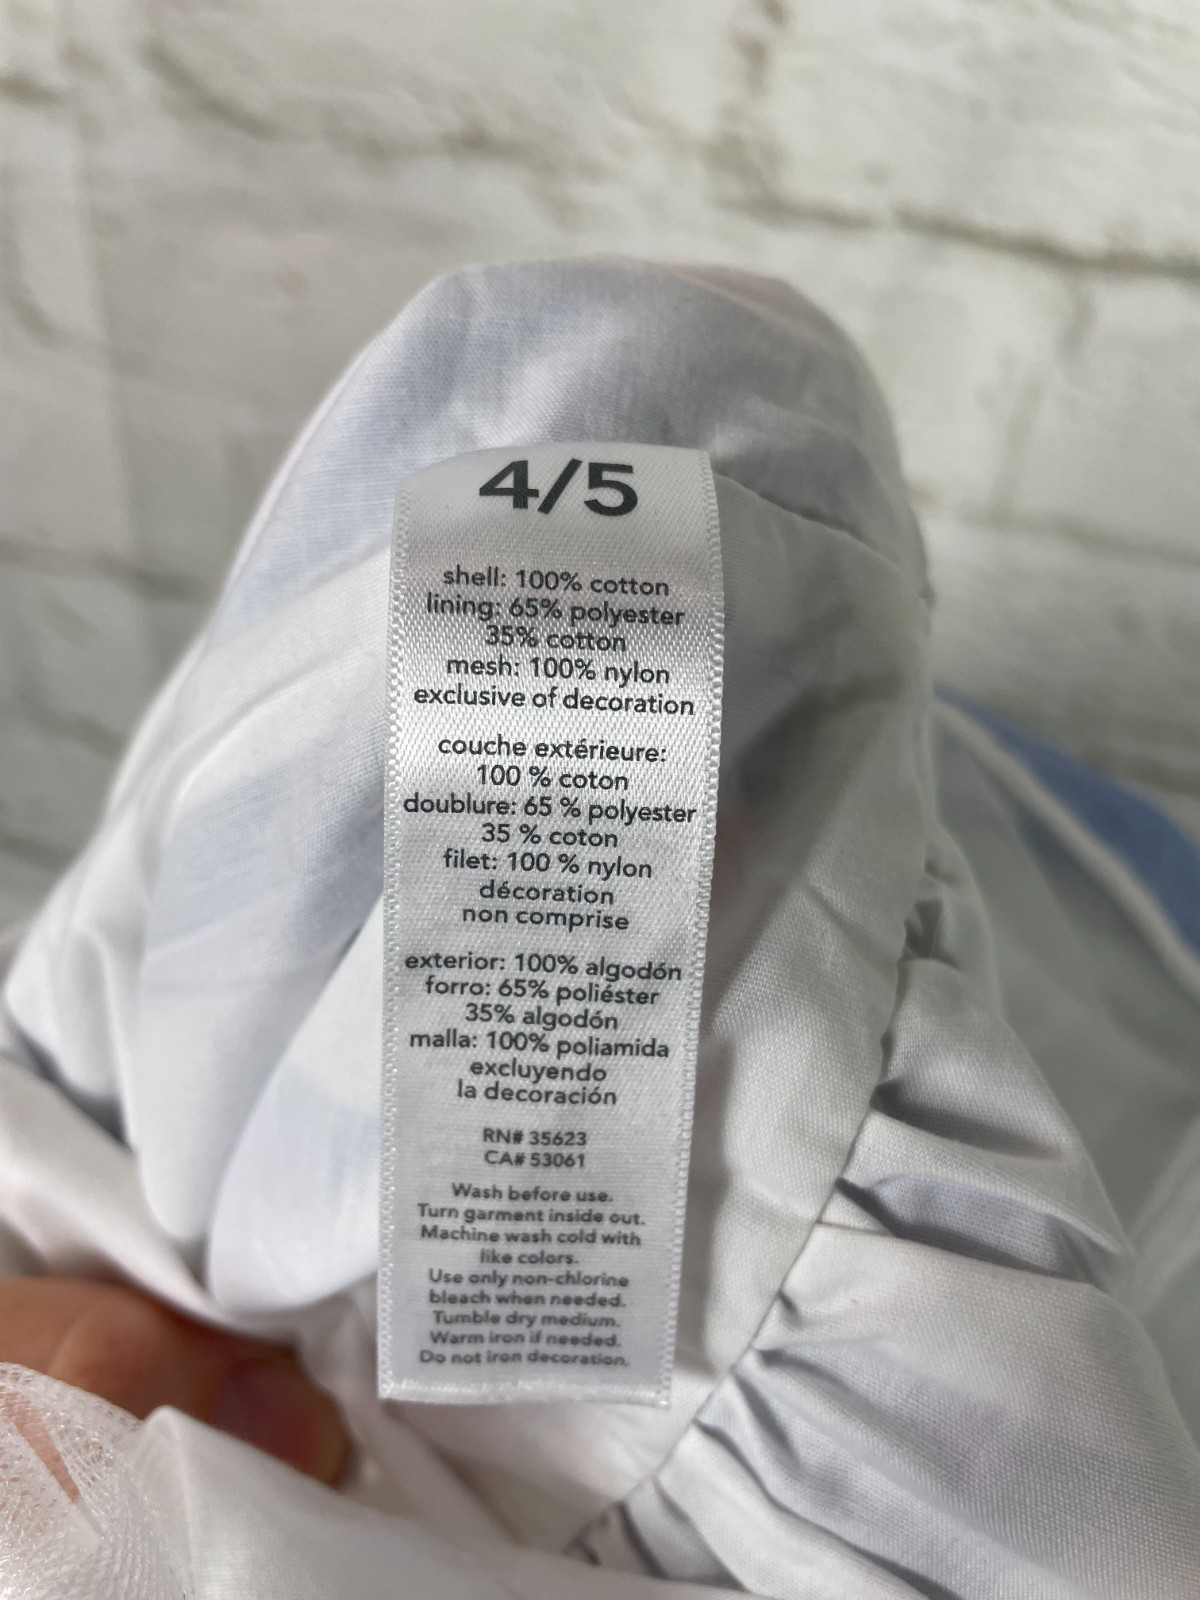 4/5
shell: 100% cotton
lining: 65% polyester
35% cotton
mesh: 100% nylon
exclusive of decoration
couche extérieure:
100 % coton
doublure: 65 % polyester
35 % coton
filet: 100 % nylon
décoration
non comprise
exterior: 100% algodón
forro: 65% poliéster
35% algodón
malla: 100% poliamida
excluyendo
la decoración
RN# 35623
CA# 53061
Wash before use.
Turn garment inside out.
Machine wash cold with
like colors.
Use only non-chlorine
bleach when needed.
Tumble dry medium.
Warm iron if needed.
Do not iron decoration.